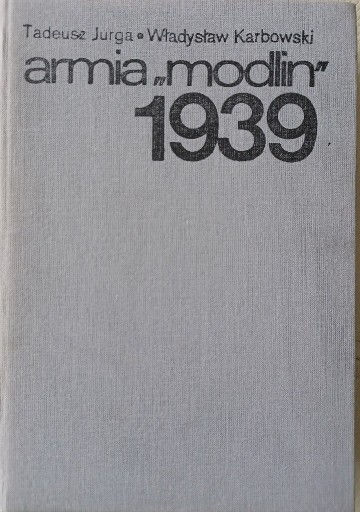 Tadeusz Jurga • Władysław Karbowski
armia „modlin”
1939